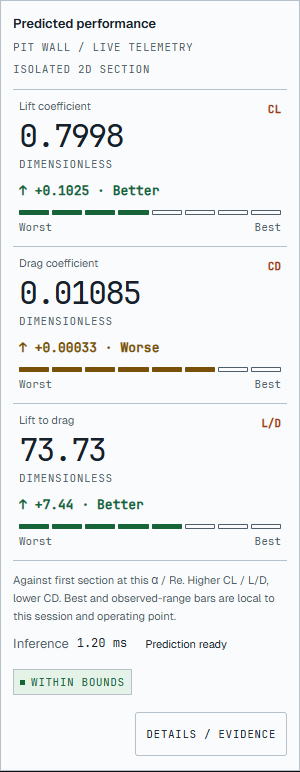 Predicted performance
PIT WALL / LIVE TELEMETRY
ISOLATED 2D SECTION
Lift coefficient
CL
0.7998
DIMENSIONLESS
↑ +0.1025 · Better
Worst Best
Drag coefficient
CD
0.01085
DIMENSIONLESS
↑ +0.00033 · Worse
Worst Best
Lift to drag
L/D
73.73
DIMENSIONLESS
↑ +7.44 · Better
Worst Best
Against first section at this α / Re. Higher CL / L/D,
lower CD. Best and observed-range bars are local to
this session and operating point.
Inference 1.20 ms Prediction ready
WITHIN BOUNDS
DETAILS / EVIDENCE